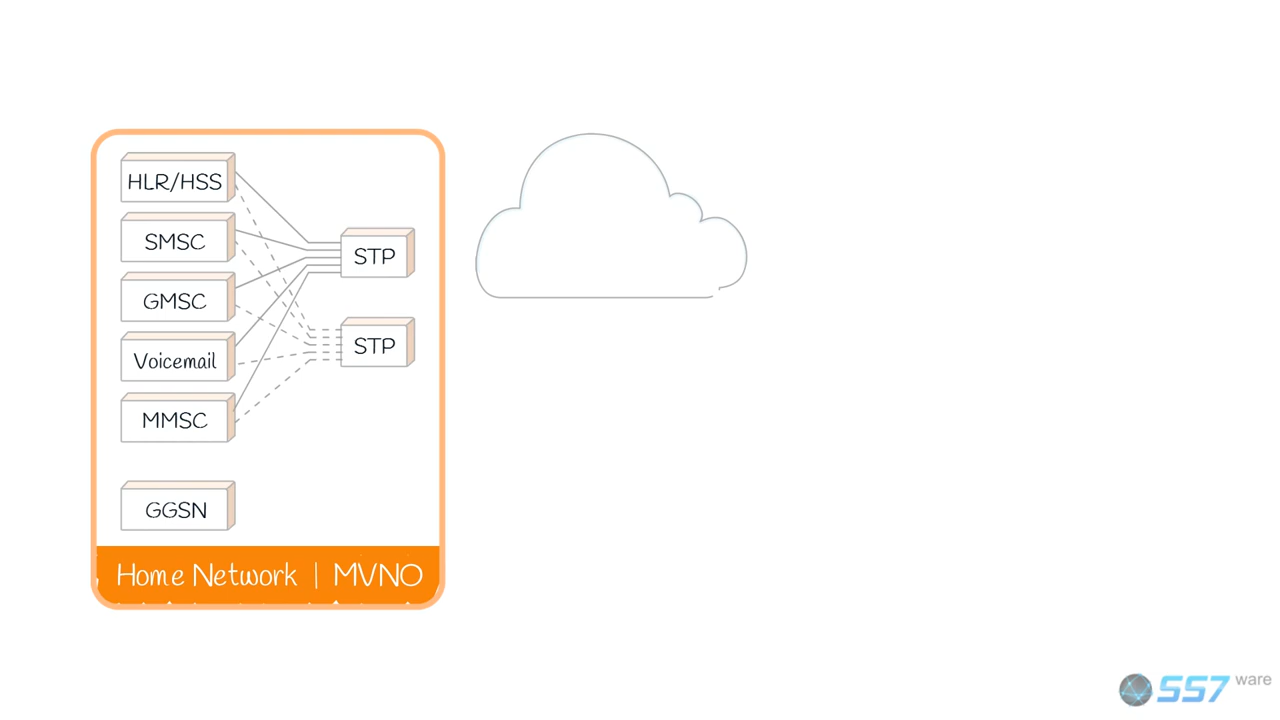 HLR/HSS
SMSC
GMSC
Voicemail
MMSC
GGSN
STP
STP
Home Network | MVNO
SS7 ware